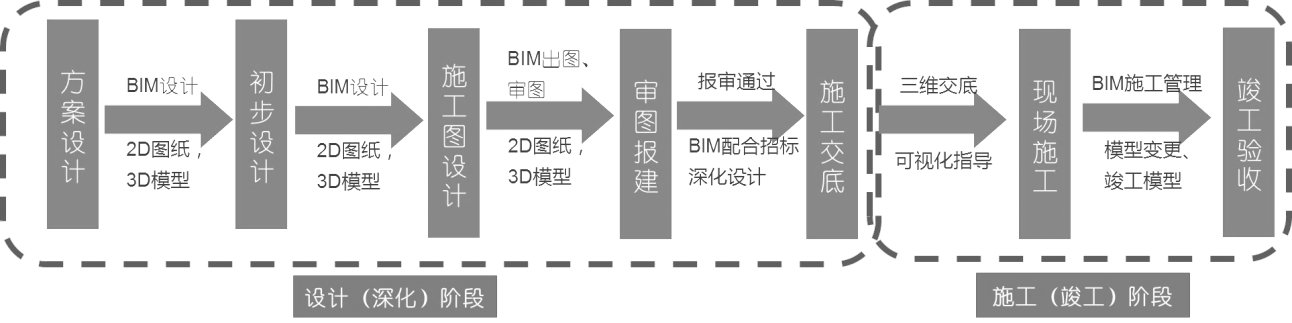 方案设计
BIM设计
2D图纸，
3D模型
初步设计
BIM设计
2D图纸，
3D模型
施工图设计
BIM出图、
审图
2D图纸，
3D模型
审图报建
报审通过
BIM配合招标
深化设计
施工交底
三维交底
可视化指导
现场施工
BIM施工管理
模型变更、
竣工模型
竣工验收
设计（深化）阶段
施工（竣工）阶段